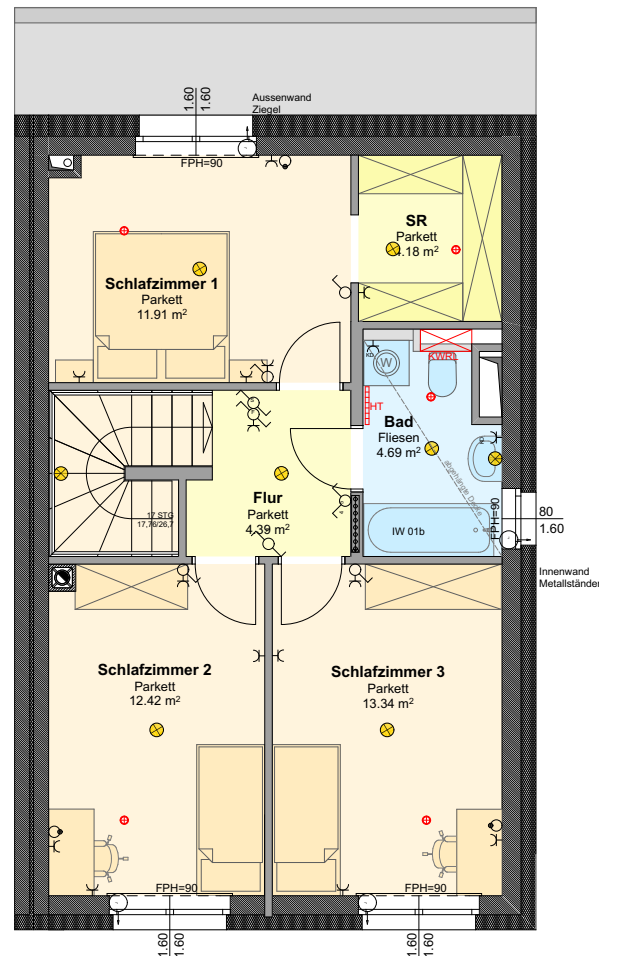 1.60
1.60
Aussenwand
Ziegel
FPH=90
SR
Parkett
4.18 m²
Schlafzimmer 1
Parkett
11.91 m²
KWRL
W
HT
Bad
Fliesen
4.69 m²
abgehängte Decke
Flur
Parkett
4.39 m²
17 STG
17,76/26,7
IW 01b
FPH=90
80
1.60
Innenwand
Metallständer
Schlafzimmer 2
Parkett
12.42 m²
Schlafzimmer 3
Parkett
13.34 m²
FPH=90
FPH=90
1.60
1.60
1.60
1.60